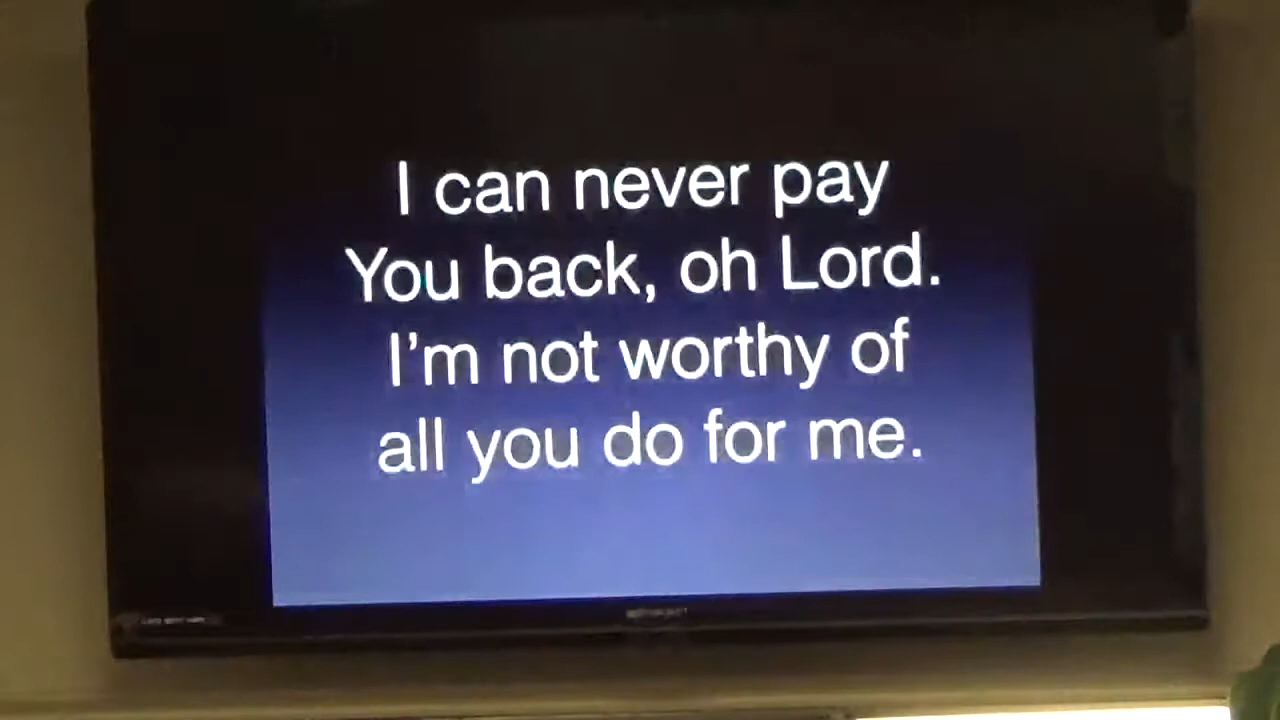 I can never pay
You back, oh Lord.
I'm not worthy of
all you do for me.